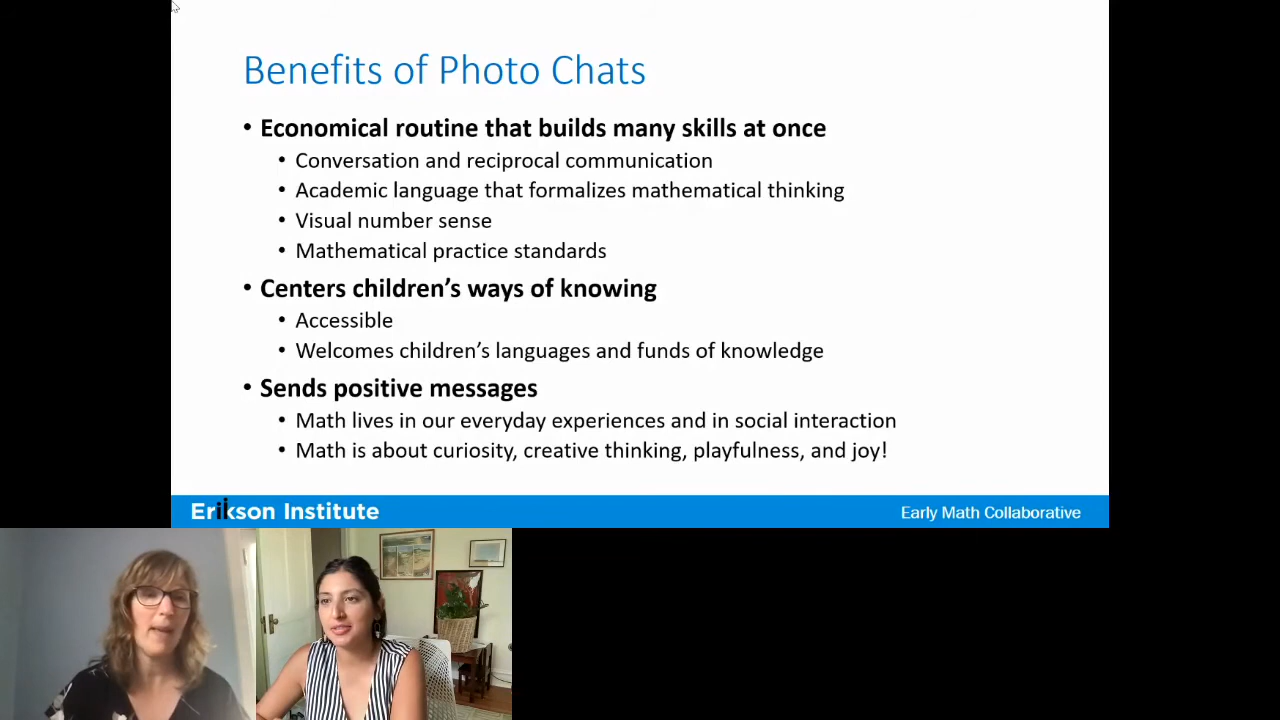 Benefits of Photo Chats
• Economical routine that builds many skills at once
• Conversation and reciprocal communication
• Academic language that formalizes mathematical thinking
• Visual number sense
• Mathematical practice standards
• Centers children’s ways of knowing
• Accessible
• Welcomes children’s languages and funds of knowledge
• Sends positive messages
• Math lives in our everyday experiences and in social interaction
• Math is about curiosity, creative thinking, playfulness, and joy!
Erikson Institute
Early Math Collaborative